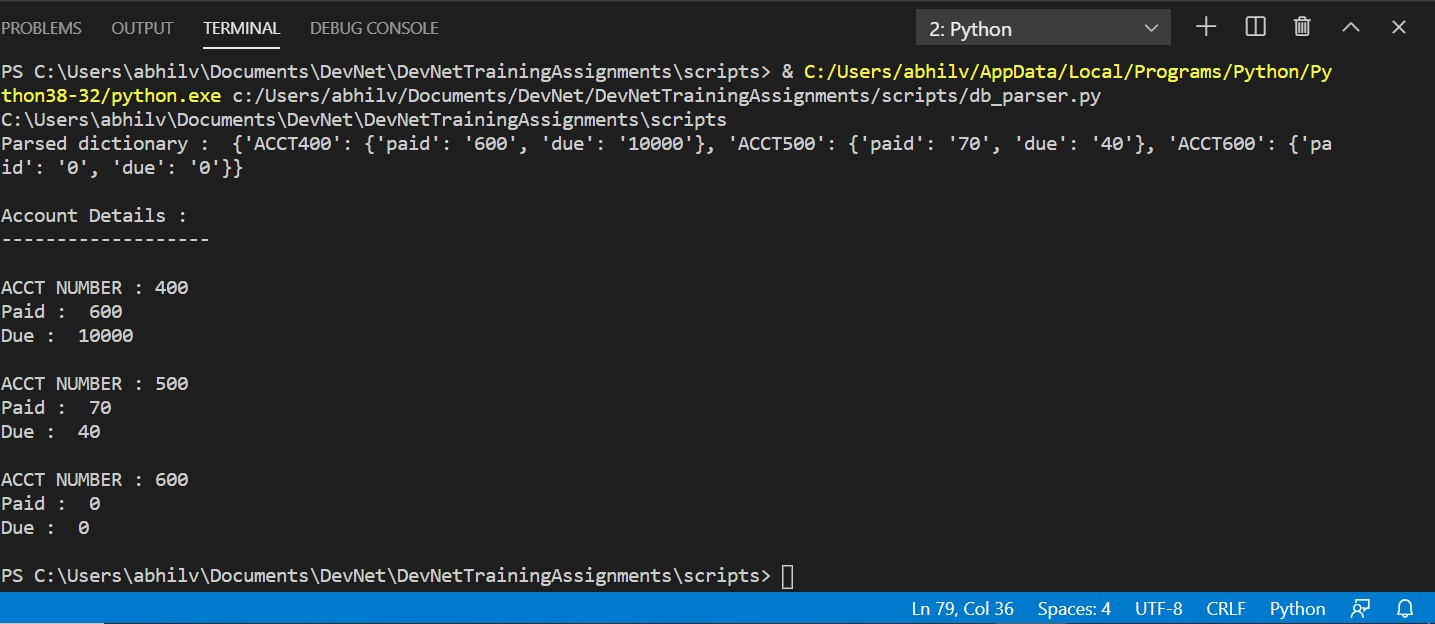 PROBLEMS OUTPUT TERMINAL DEBUG CONSOLE 2: Python
PS C:\Users\abhilv\Documents\DevNet\DevNetTrainingAssignments\scripts> & C:/Users/abhilv/AppData/Local/Programs/Python/Py
thon38-32/python.exe c:/Users/abhilv/Documents/DevNet/DevNetTrainingAssignments/scripts/db_parser.py
C:\Users\abhilv\Documents\DevNet\DevNetTrainingAssignments\scripts
Parsed dictionary :  {'ACCT400': {'paid': '600', 'due': '10000'}, 'ACCT500': {'paid': '70', 'due': '40'}, 'ACCT600': {'pa
id': '0', 'due': '0'}}
Account Details :
-------------------
ACCT NUMBER : 400
Paid :  600
Due :  10000
ACCT NUMBER : 500
Paid :  70
Due :  40
ACCT NUMBER : 600
Paid :  0
Due :  0
PS C:\Users\abhilv\Documents\DevNet\DevNetTrainingAssignments\scripts>
Ln 79, Col 36 Spaces: 4 UTF-8 CRLF Python